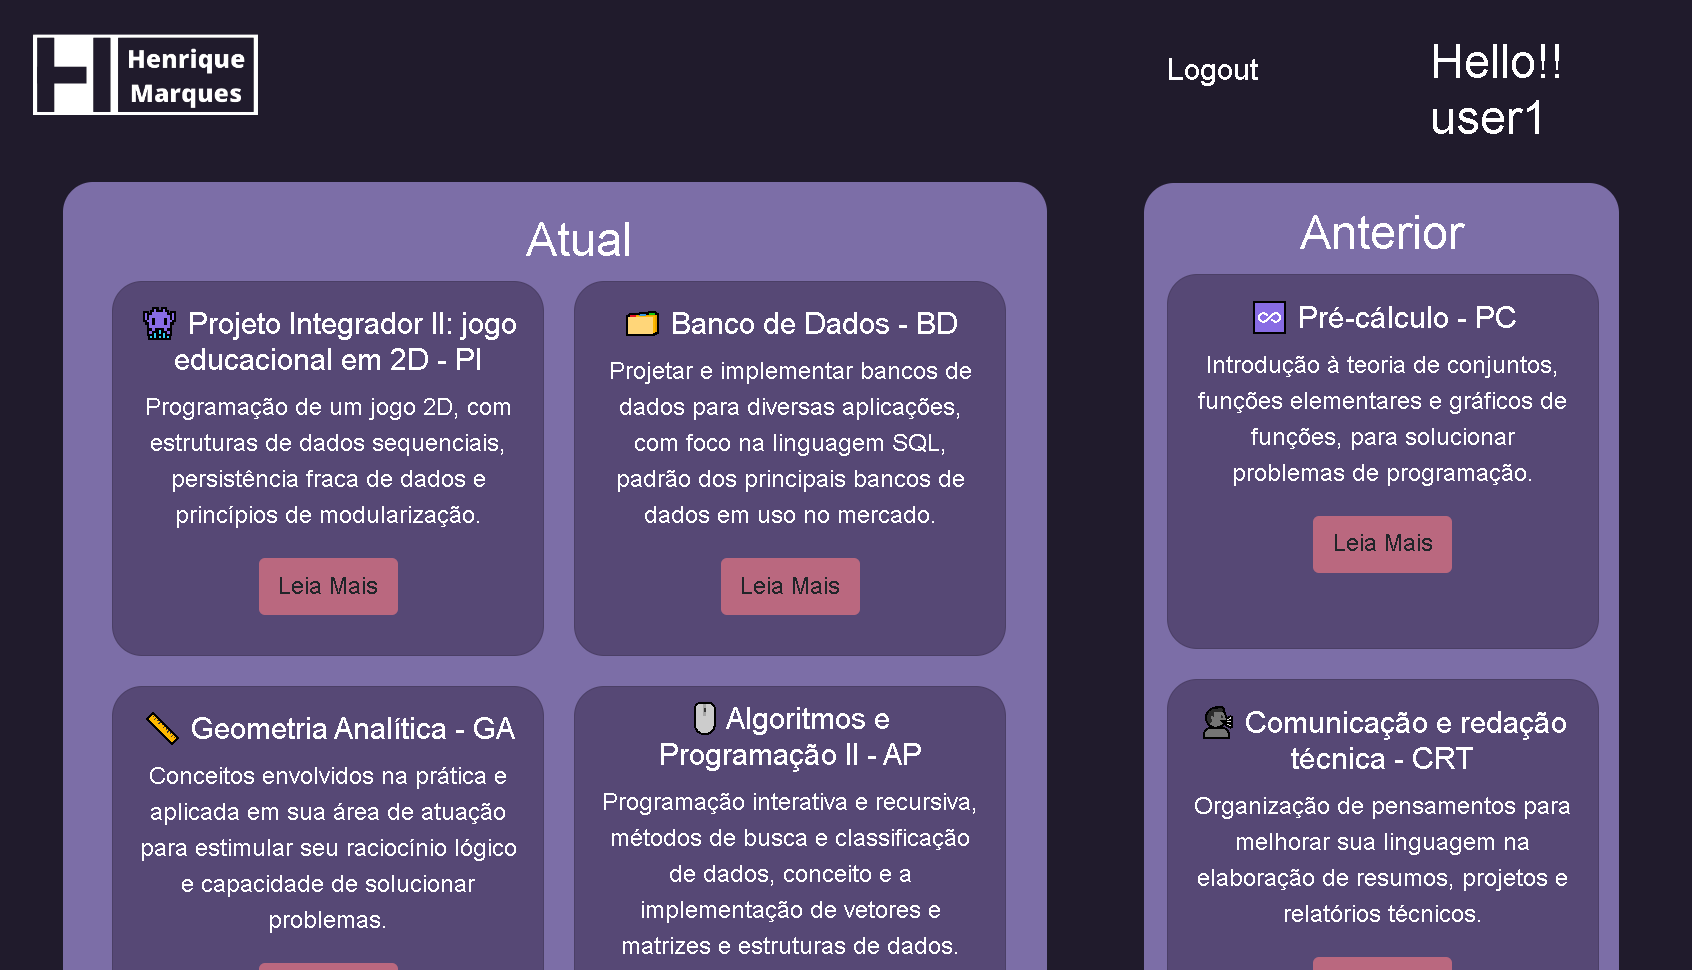 Henrique
Marques
Logout
Hello!!
user1
Atual
Projeto Integrador II: jogo
educacional em 2D - PI
Programação de um jogo 2D, com
estruturas de dados sequenciais,
persistência fraca de dados e
princípios de modularização.
Leia Mais
Banco de Dados - BD
Projetar e implementar bancos de
dados para diversas aplicações,
com foco na linguagem SQL,
padrão dos principais bancos de
dados em uso no mercado.
Leia Mais
Geometria Analítica - GA
Conceitos envolvidos na prática e
aplicada em sua área de atuação
para estimular seu raciocínio lógico
e capacidade de solucionar
problemas.
Algoritmos e
Programação II - AP
Programação interativa e recursiva,
métodos de busca e classificação
de dados, conceito e a
implementação de vetores e
matrizes e estruturas de dados.
Anterior
Pré-cálculo - PC
Introdução à teoria de conjuntos,
funções elementares e gráficos de
funções, para solucionar
problemas de programação.
Leia Mais
Comunicação e redação
técnica - CRT
Organização de pensamentos para
melhorar sua linguagem na
elaboração de resumos, projetos e
relatórios técnicos.